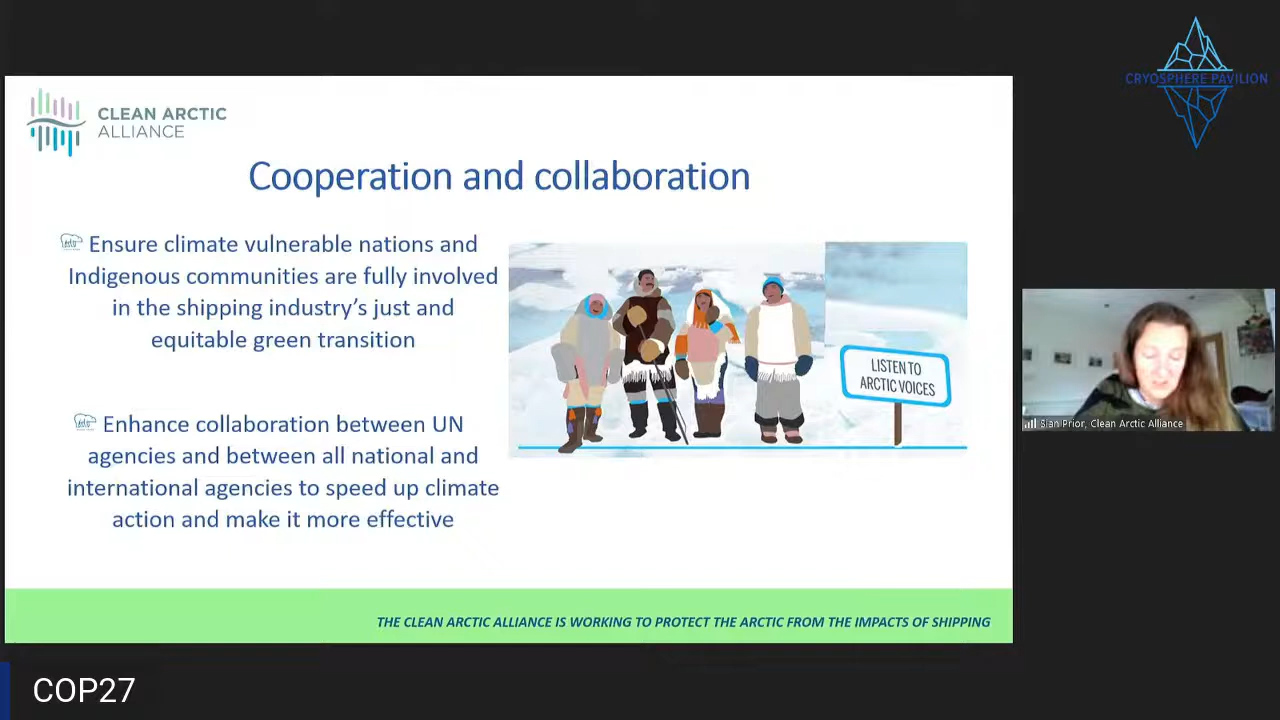 CRYOSPHERE PAVILION
CLEAN ARCTIC
ALLIANCE
Cooperation and collaboration
Ensure climate vulnerable nations and
Indigenous communities are fully involved
in the shipping industry's just and
equitable green transition
Enhance collaboration between UN
agencies and between all national and
international agencies to speed up climate
action and make it more effective
LISTEN TO
ARCTIC VOICES
Sian Prior, Clean Arctic Alliance
THE CLEAN ARCTIC ALLIANCE IS WORKING TO PROTECT THE ARCTIC FROM THE IMPACTS OF SHIPPING
COP27